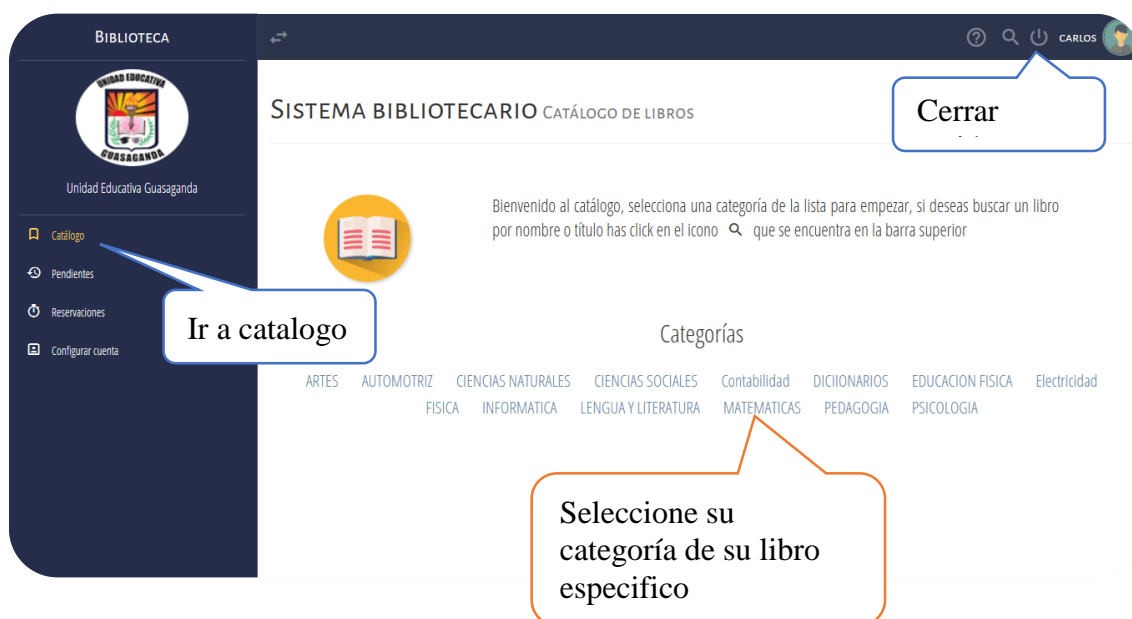 BIBLIOTECA
CARLOS
UNIDAD EDUCATIVA
GUASAGANDA
Unidad Educativa Guasaganda
Catálogo
Pendientes
Reservaciones
Configurar cuenta
Cerrar
SISTEMA BIBLIOTECARIO CATÁLOGO DE LIBROS
Bienvenido al catálogo, selecciona una categoría de la lista para empezar, si deseas buscar un libro
por nombre o título has click en el icono que se encuentra en la barra superior
Ir a catalogo
Categorías
ARTES AUTOMOTRIZ CIENCIAS NATURALES CIENCIAS SOCIALES Contabilidad DICIIONARIOS EDUCACION FISICA Electricidad
FISICA INFORMATICA LENGUA Y LITERATURA MATEMATICAS PEDAGOGIA PSICOLOGIA
Seleccione su
categoría de su libro
especifico